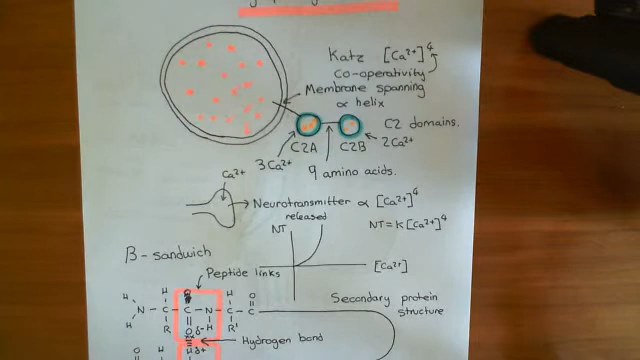 Katz [Ca²⁺]⁴
Co-operativity
Membrane spanning
α helix
C2 domains.
C2A
C2B
3Ca²⁺
2Ca²⁺
9 amino acids.
Ca²⁺
Neurotransmitter α [Ca²⁺]⁴
released
NT
NT = K[Ca²⁺]⁴
[Ca²⁺]
β-sandwich
Peptide links
Secondary protein
structure
H H O H O
H N C C N C C
H R O δ- H R'
Hydrogen bond
H δ+